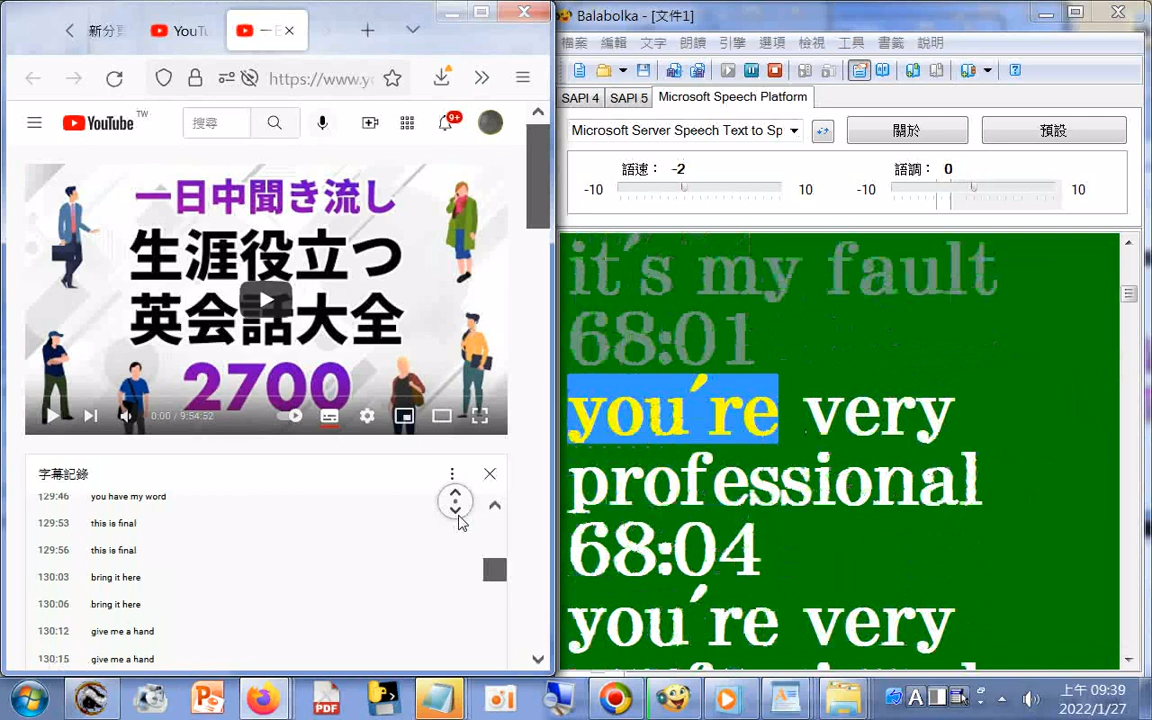 新分頁
YouTu
一 E
https://www.yo
YouTube TW
搜尋
9+
一日中聞き流し
生涯役立つ
英会話大全
2700
0:00 / 9:54:52
字幕記錄
129:46 you have my word
129:53 this is final
129:56 this is final
130:03 bring it here
130:06 bring it here
130:12 give me a hand
130:15 give me a hand
Balabolka - [文件1]
檔案 編輯 文字 朗讀 引擎 選項 檢視 工具 書籤 說明
SAPI 4 SAPI 5 Microsoft Speech Platform
Microsoft Server Speech Text to Sp
關於 預設
語速： -2 語調： 0
-10 10 -10 10
it´s my fault
68:01
you´re very
professional
68:04
you´re very
PDF
A
上午 09:39
2022/1/27